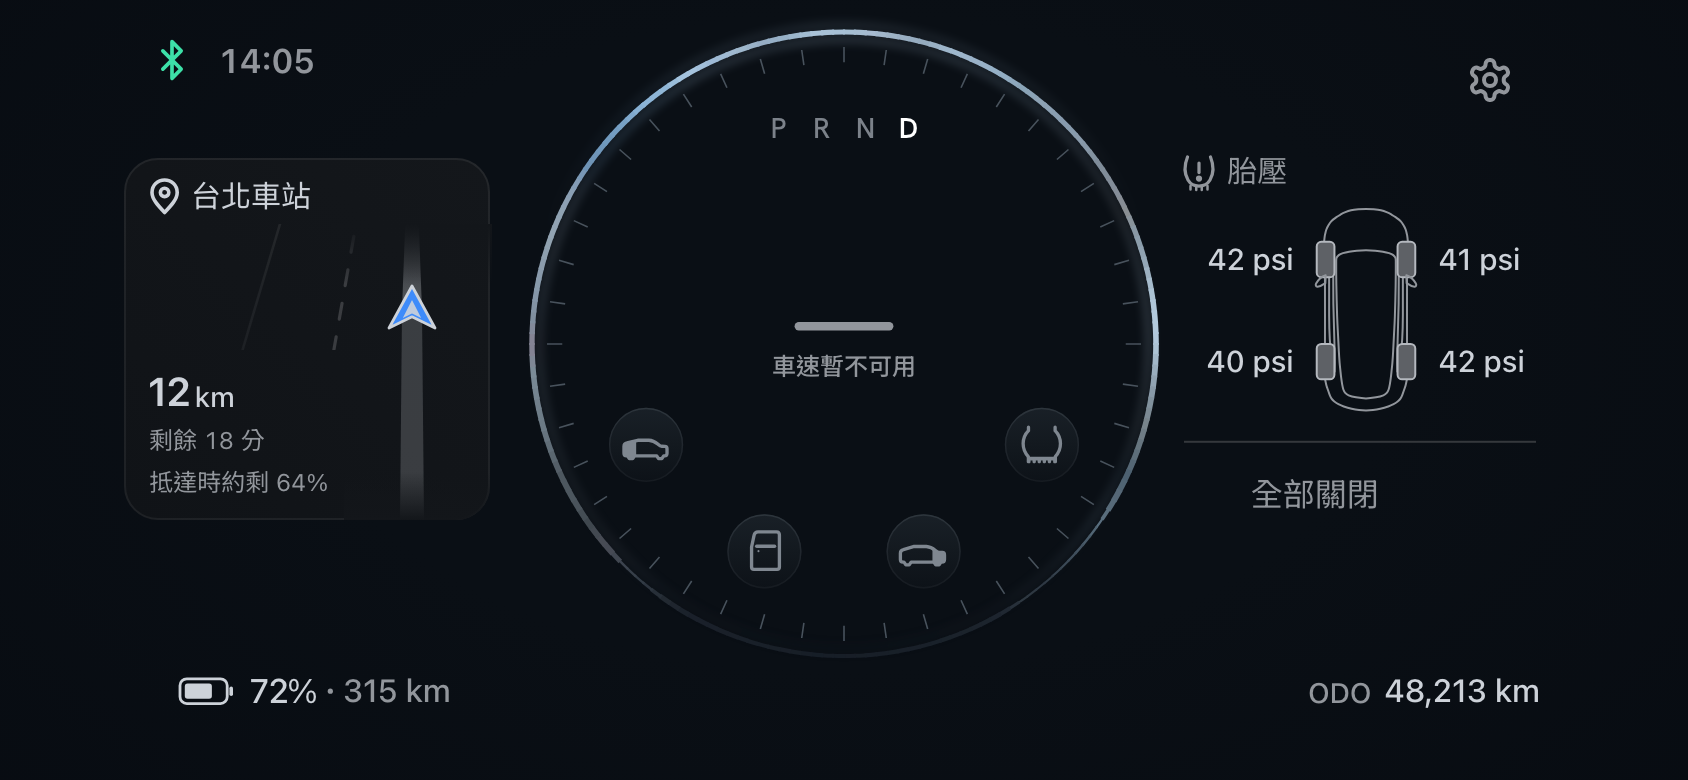 14:05
P R N D
台北車站
12 km
剩餘 18 分
抵達時約剩 64%
車速暫不可用
胎壓
42 psi
41 psi
40 psi
42 psi
全部關閉
72% · 315 km
ODO 48,213 km